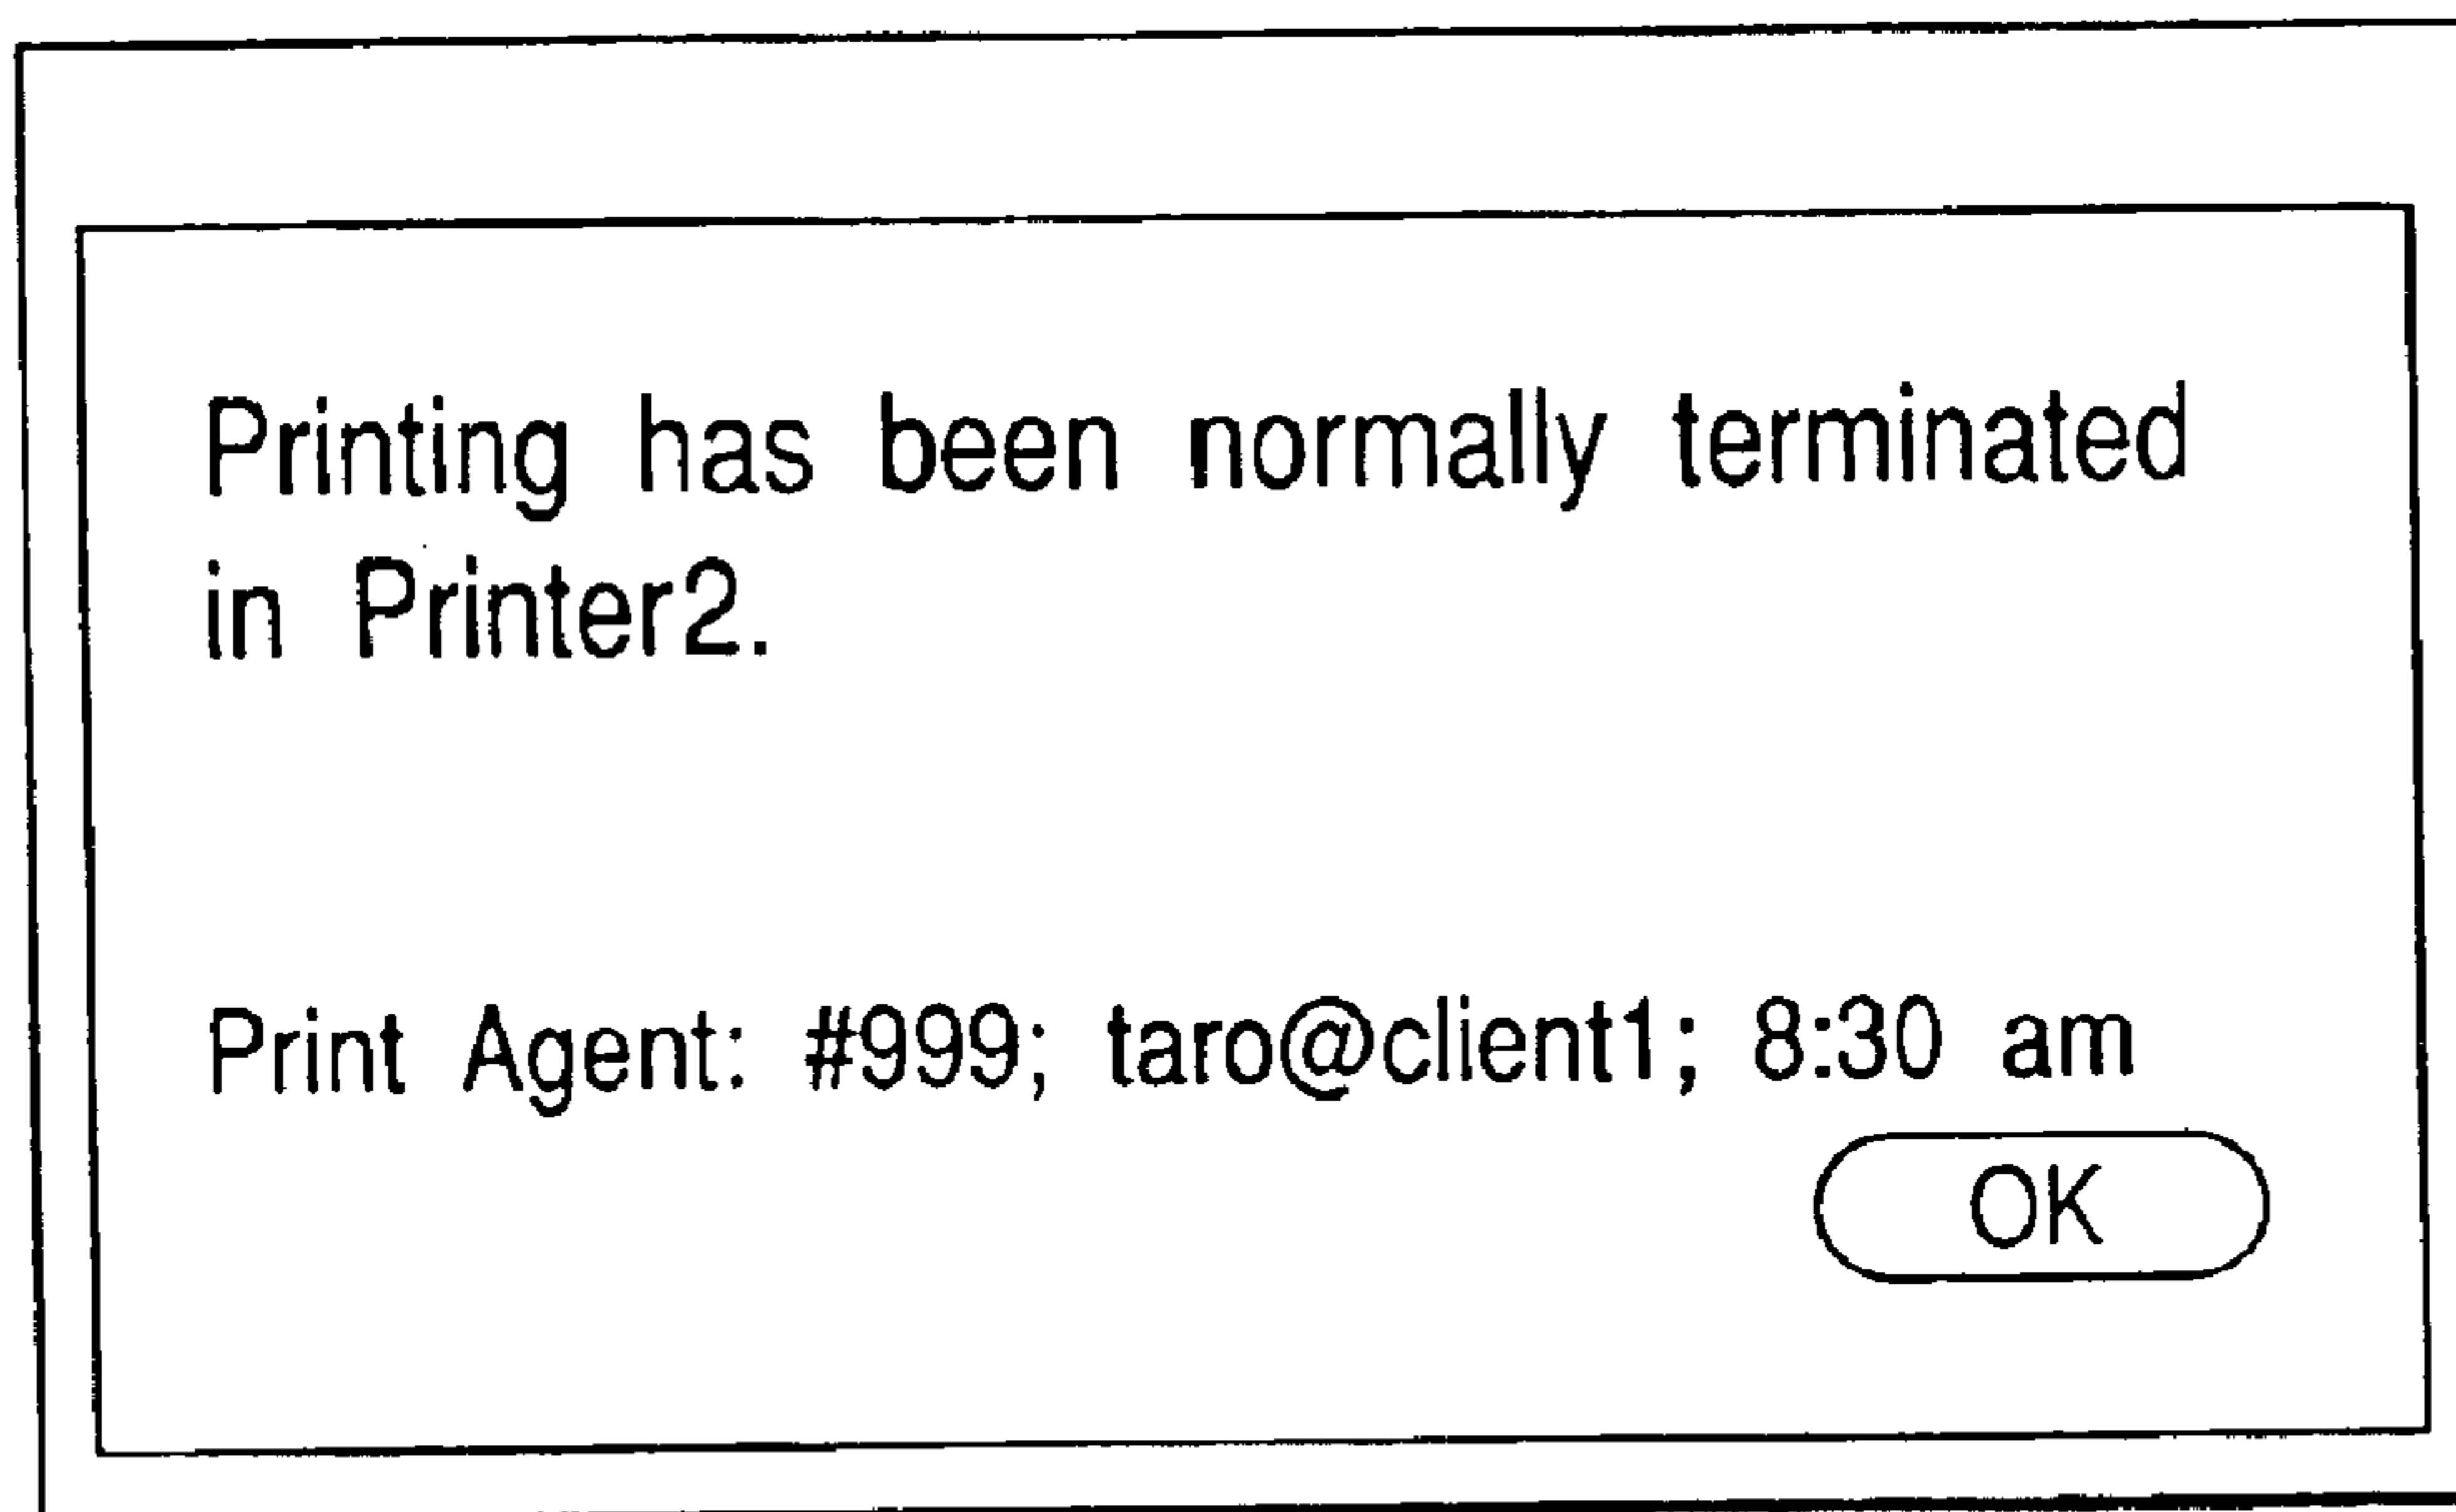 Printing has been normally terminated
in Printer2.
Print Agent: #999; taro@client1; 8:30 am
OK